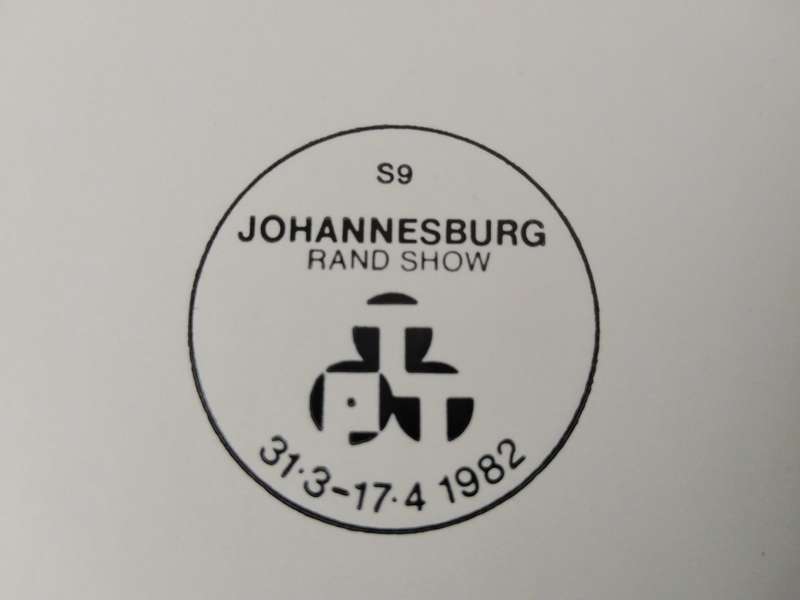 S9
JOHANNESBURG
RAND SHOW
31·3-17·4 1982